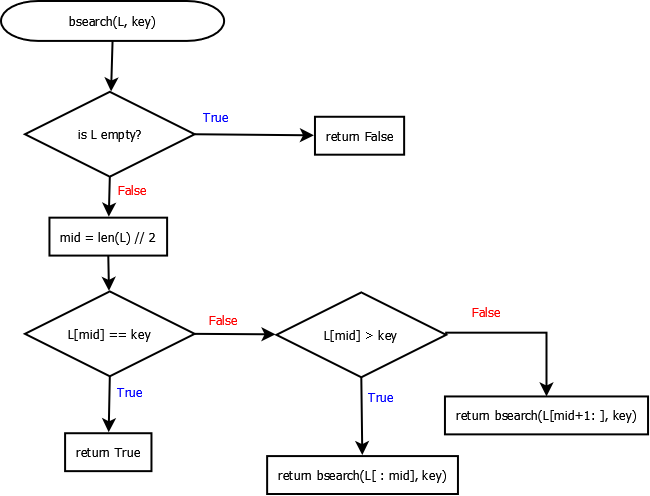 bsearch(L, key)
is L empty?
True
return False
False
mid = len(L) // 2
L[mid] == key
False
L[mid] > key
False
True
return True
True
return bsearch(L[ : mid], key)
return bsearch(L[mid+1: ], key)